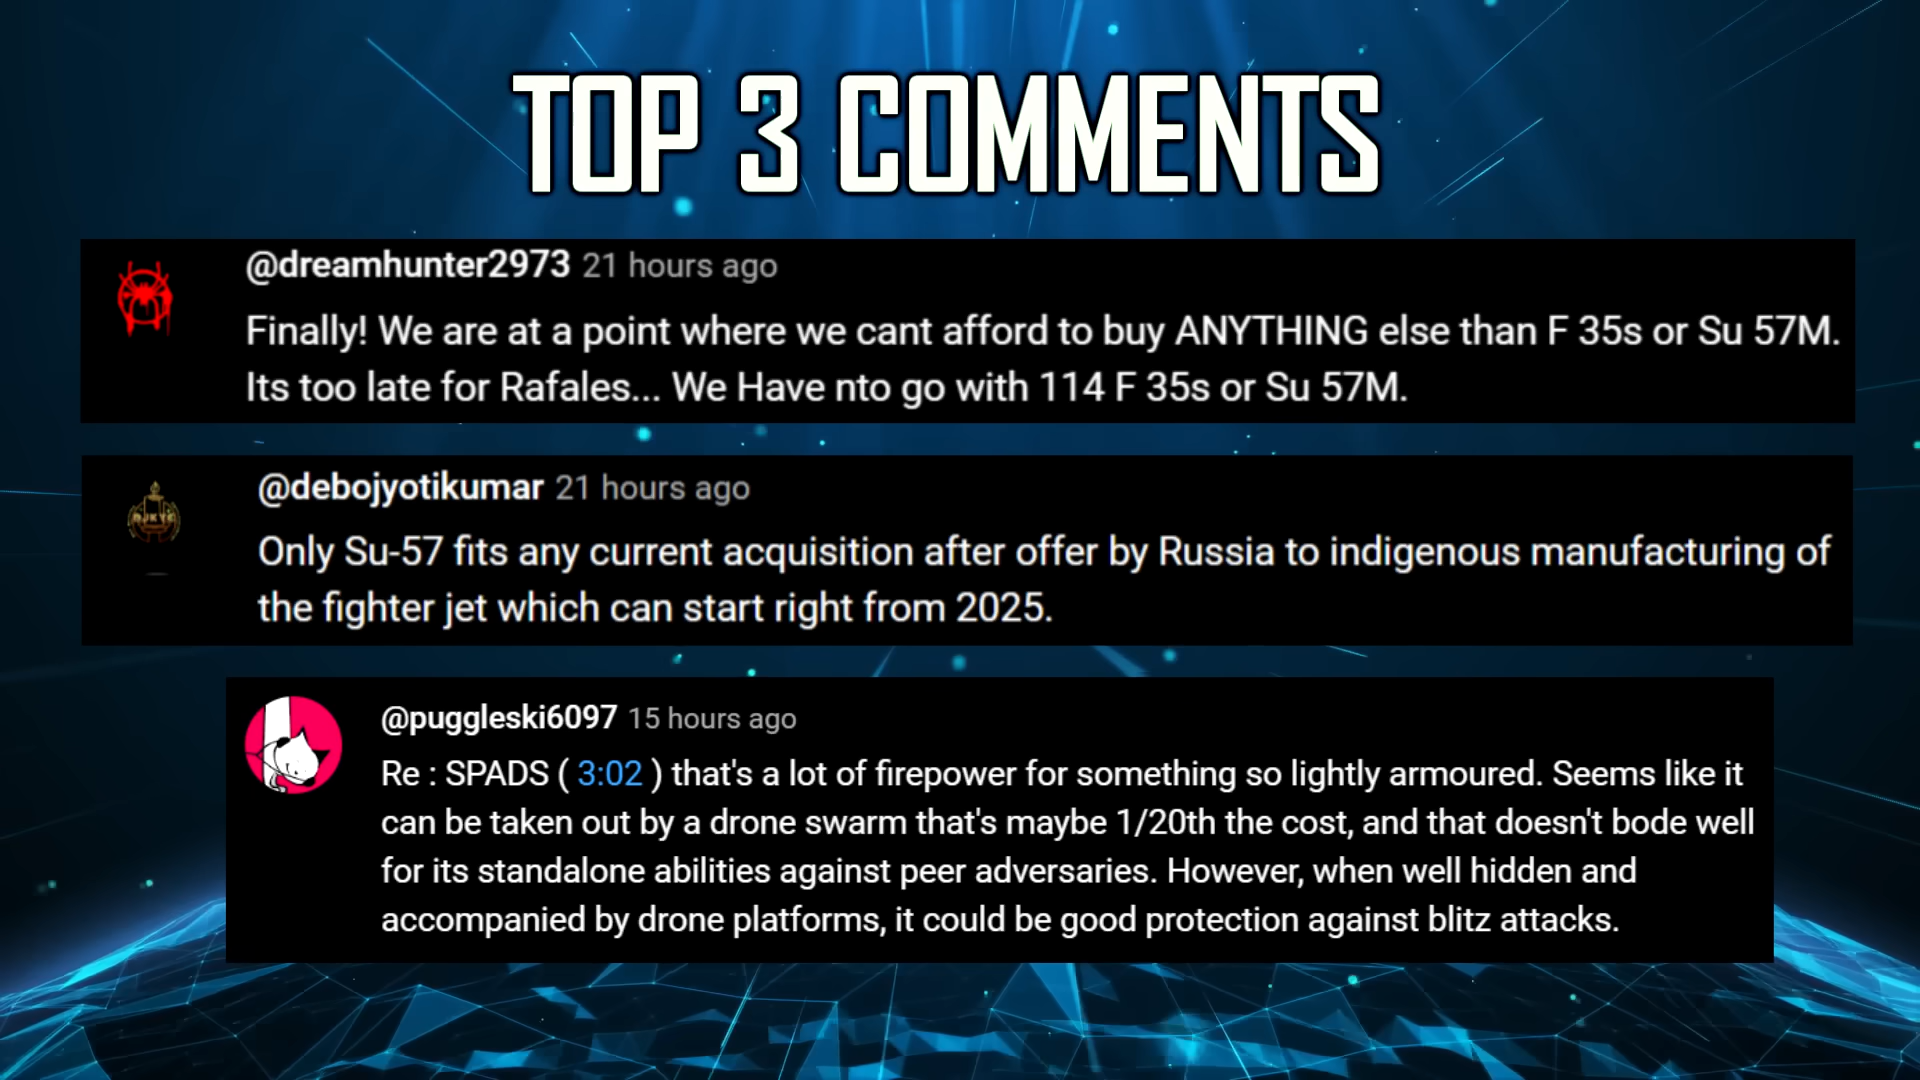 TOP 3 COMMENTS
@dreamhunter2973 21 hours ago
Finally! We are at a point where we cant afford to buy ANYTHING else than F 35s or Su 57M.
Its too late for Rafales... We Have nto go with 114 F 35s or Su 57M.
@debojyotikumar 21 hours ago
Only Su-57 fits any current acquisition after offer by Russia to indigenous manufacturing of
the fighter jet which can start right from 2025.
@puggleski6097 15 hours ago
Re : SPADS ( 3:02 ) that's a lot of firepower for something so lightly armoured. Seems like it
can be taken out by a drone swarm that's maybe 1/20th the cost, and that doesn't bode well
for its standalone abilities against peer adversaries. However, when well hidden and
accompanied by drone platforms, it could be good protection against blitz attacks.